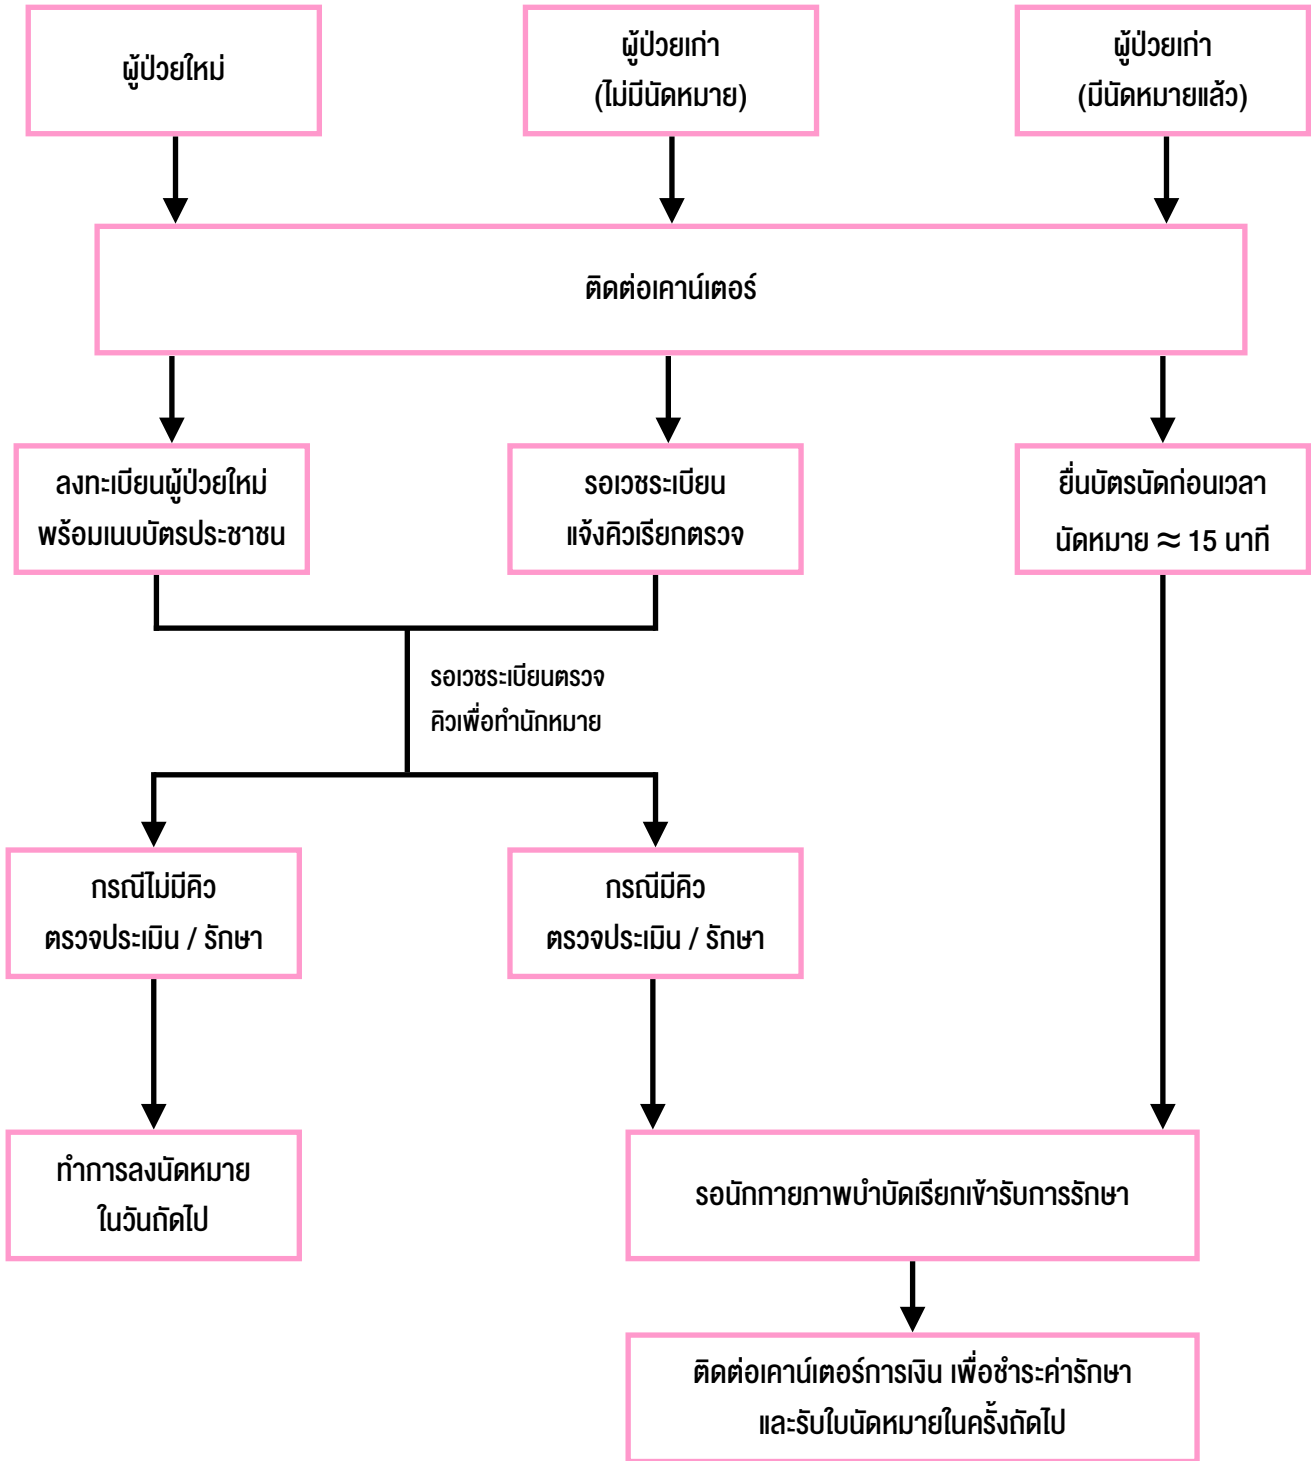 ผู้ป่วยใหม่
ผู้ป่วยเก่า
(ไม่มีนัดหมาย)
ผู้ป่วยเก่า
(มีนัดหมายแล้ว)
ติดต่อเคาน์เตอร์
ลงทะเบียนผู้ป่วยใหม่
พร้อมเนบบัตรประชาชน
รอเวชระเบียน
แจ้งคิวเรียกตรวจ
ยื่นบัตรนัดก่อนเวลา
นัดหมาย ≈ 15 นาที
รอเวชระเบียนตรวจ
คิวเพื่อทำนักหมาย
กรณีไม่มีคิว
ตรวจประเมิน / รักษา
กรณีมีคิว
ตรวจประเมิน / รักษา
ทำการลงนัดหมาย
ในวันถัดไป
รอนักกายภาพบำบัดเรียกเข้ารับการรักษา
ติดต่อเคาน์เตอร์การเงิน เพื่อชำระค่ารักษา
และรับใบนัดหมายในครั้งถัดไป